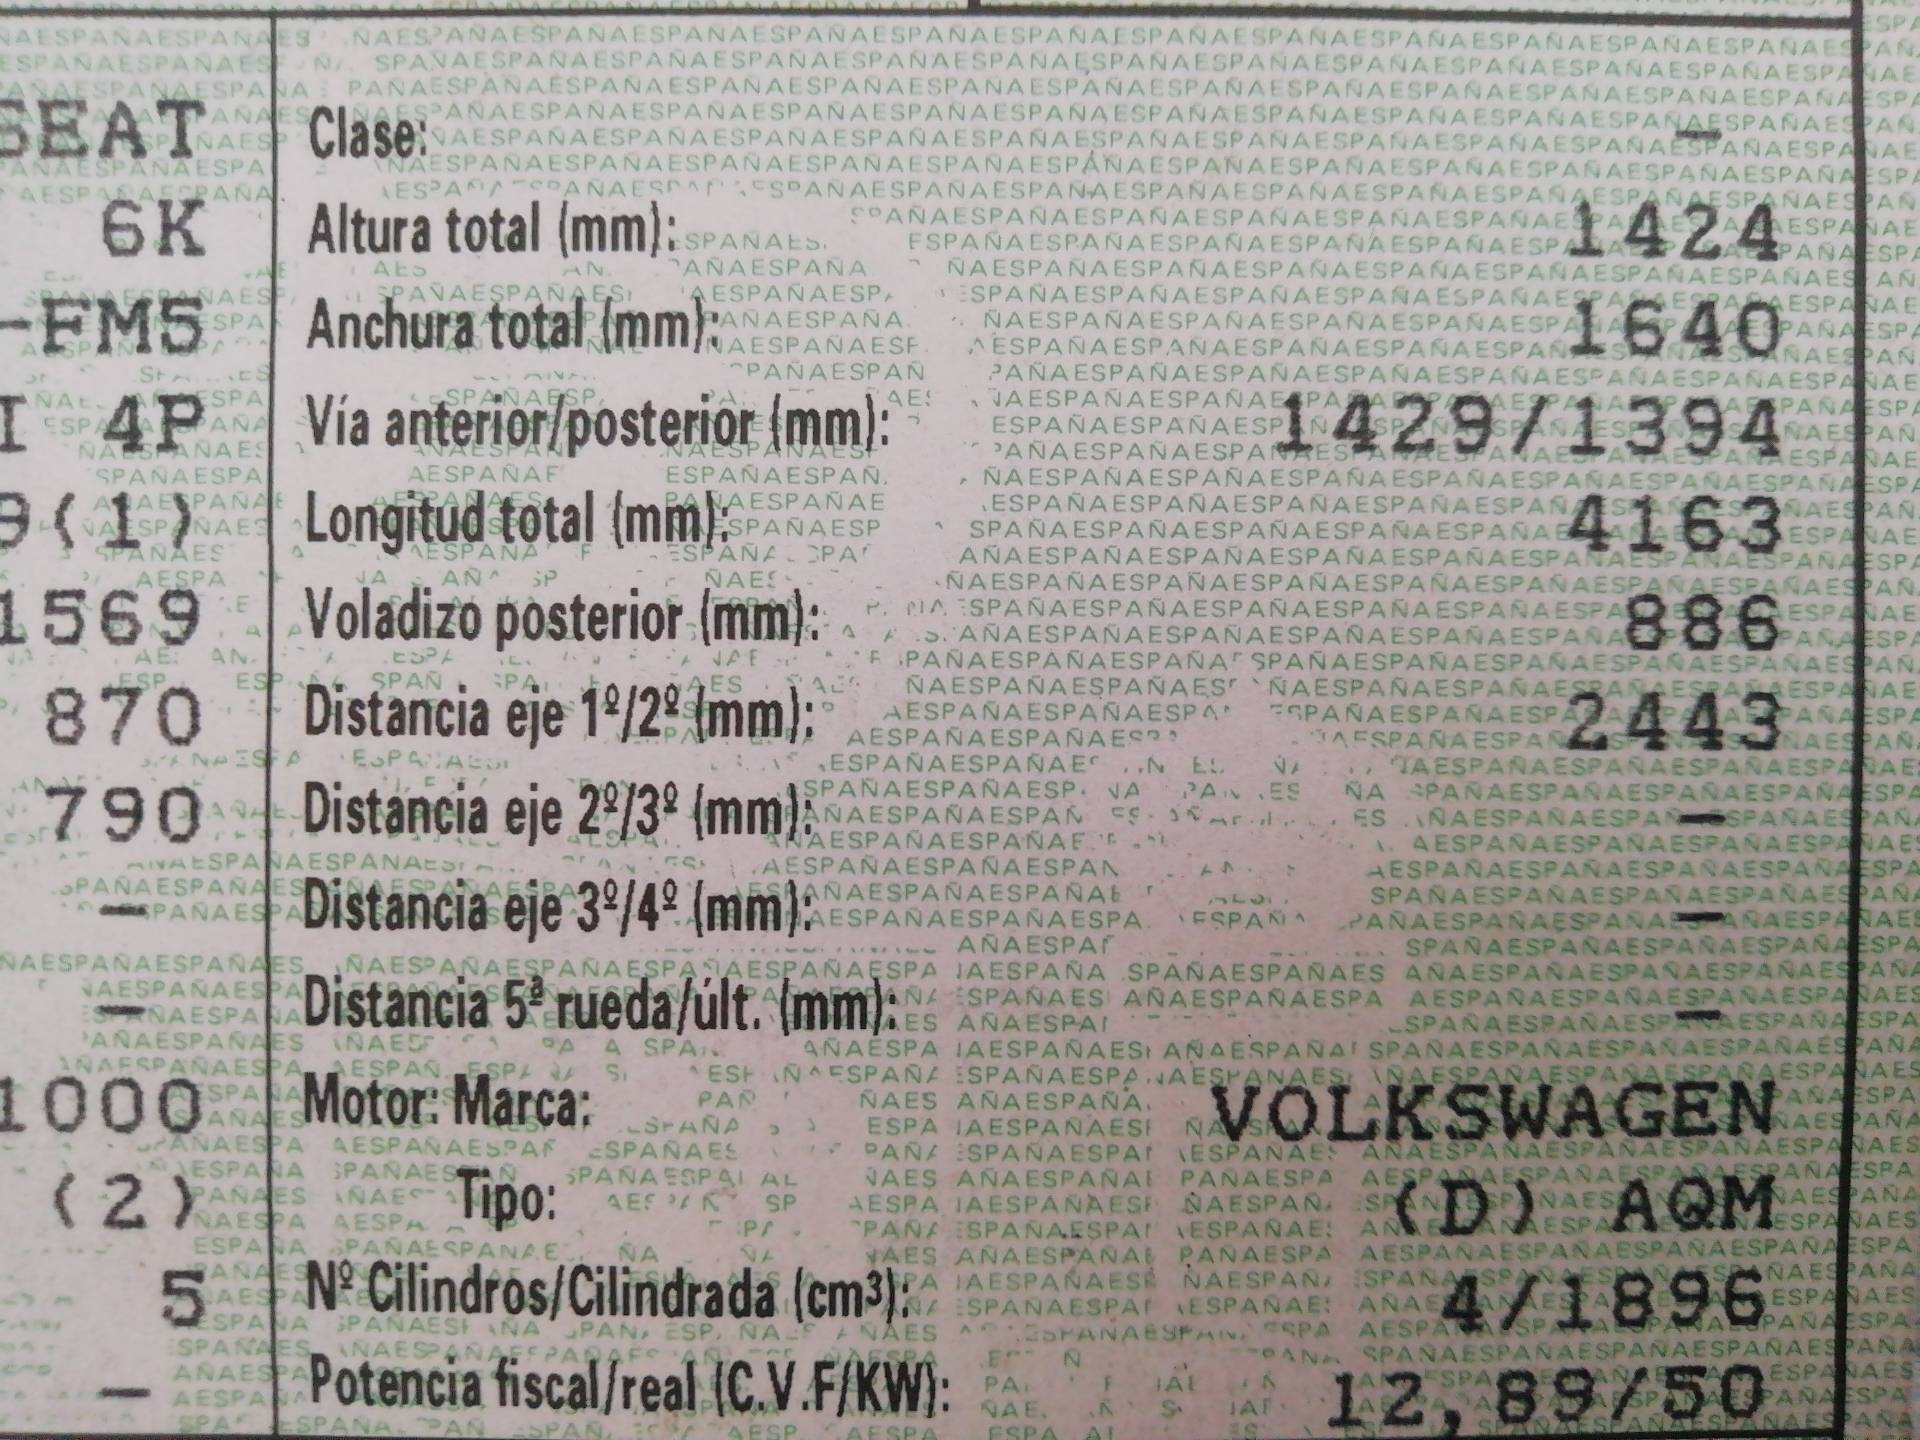 SEAT Clase: –
6K Altura total (mm): 1424
-FM5 Anchura total (mm): 1640
I 4P Vía anterior/posterior (mm): 1429/1394
9(1) Longitud total (mm): 4163
1569 Voladizo posterior (mm): 886
870 Distancia eje 1º/2º (mm): 2443
790 Distancia eje 2º/3º (mm): –
– Distancia eje 3º/4º (mm): –
– Distancia 5ª rueda/últ. (mm): –
1000 Motor: Marca: VOLKSWAGEN
(2) Tipo: (D) AQM
5 Nº Cilindros/Cilindrada (cm³): 4/1896
– Potencia fiscal/real (C.V.F/KW): 12,89/50